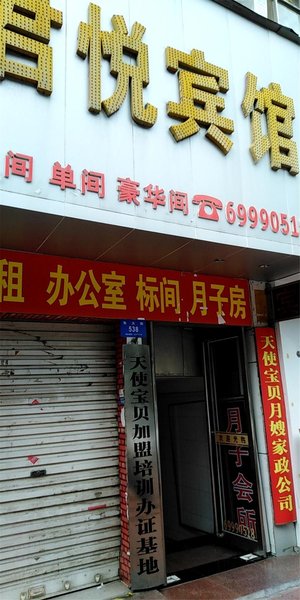 君悦宾馆
间 单间 豪华间☎6999051
租 办公室 标间 月子房
538
天使宝贝加盟培训办证基地
月子会所
天使宝贝月嫂家政公司